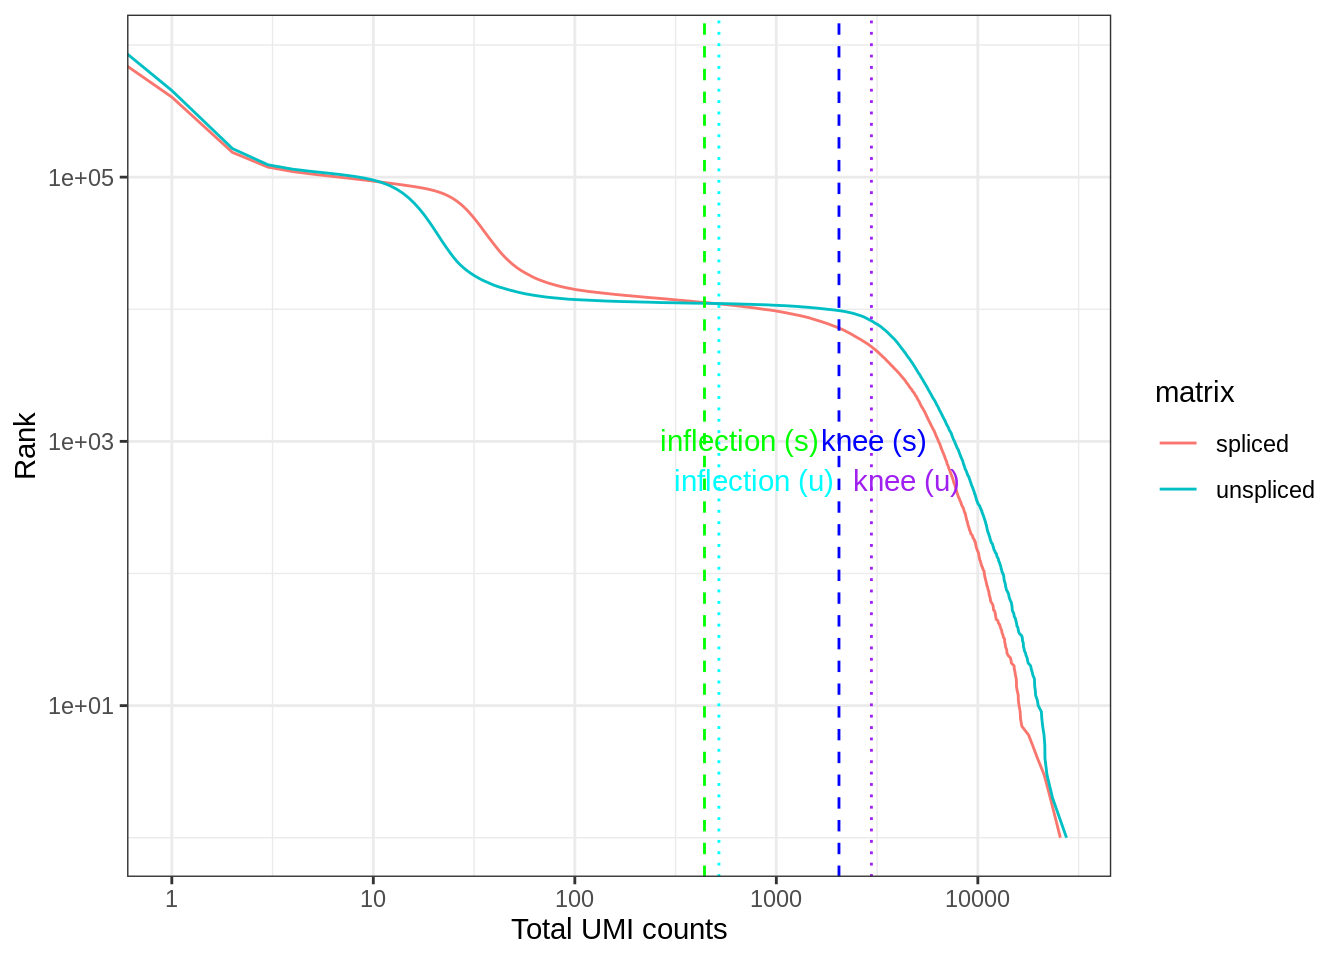 1e+05
1e+03
1e+01
Rank
inflection (s)
knee (s)
inflection (u)
knee (u)
1
10
100
1000
10000
Total UMI counts
matrix
spliced
unspliced